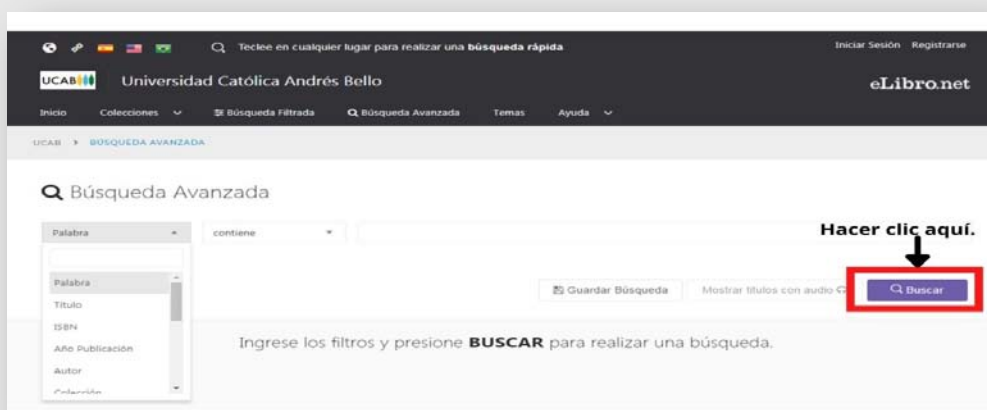 Teclee en cualquier lugar para realizar una búsqueda rápida
Iniciar Sesión Registrarse
UCAB Universidad Católica Andrés Bello
eLibro.net
Inicio Colecciones Búsqueda Filtrada Búsqueda Avanzada Temas Ayuda
UCAB > BÚSQUEDA AVANZADA
Búsqueda Avanzada
Palabra contiene
Hacer clic aquí.
Palabra
Guardar Búsqueda Mostrar títulos con audio Buscar
Título
ISBN
Año Publicación
Ingrese los filtros y presione BUSCAR para realizar una búsqueda.
Autor
Colección